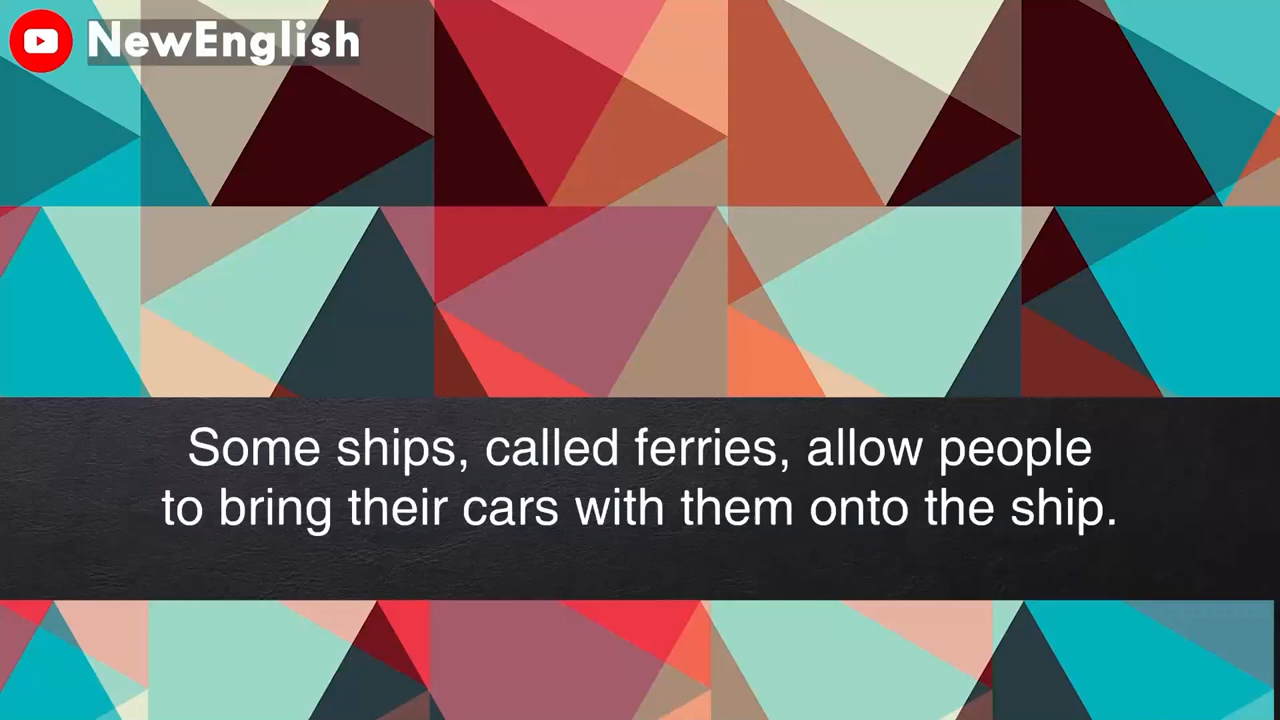 NewEnglish
Some ships, called ferries, allow people
to bring their cars with them onto the ship.